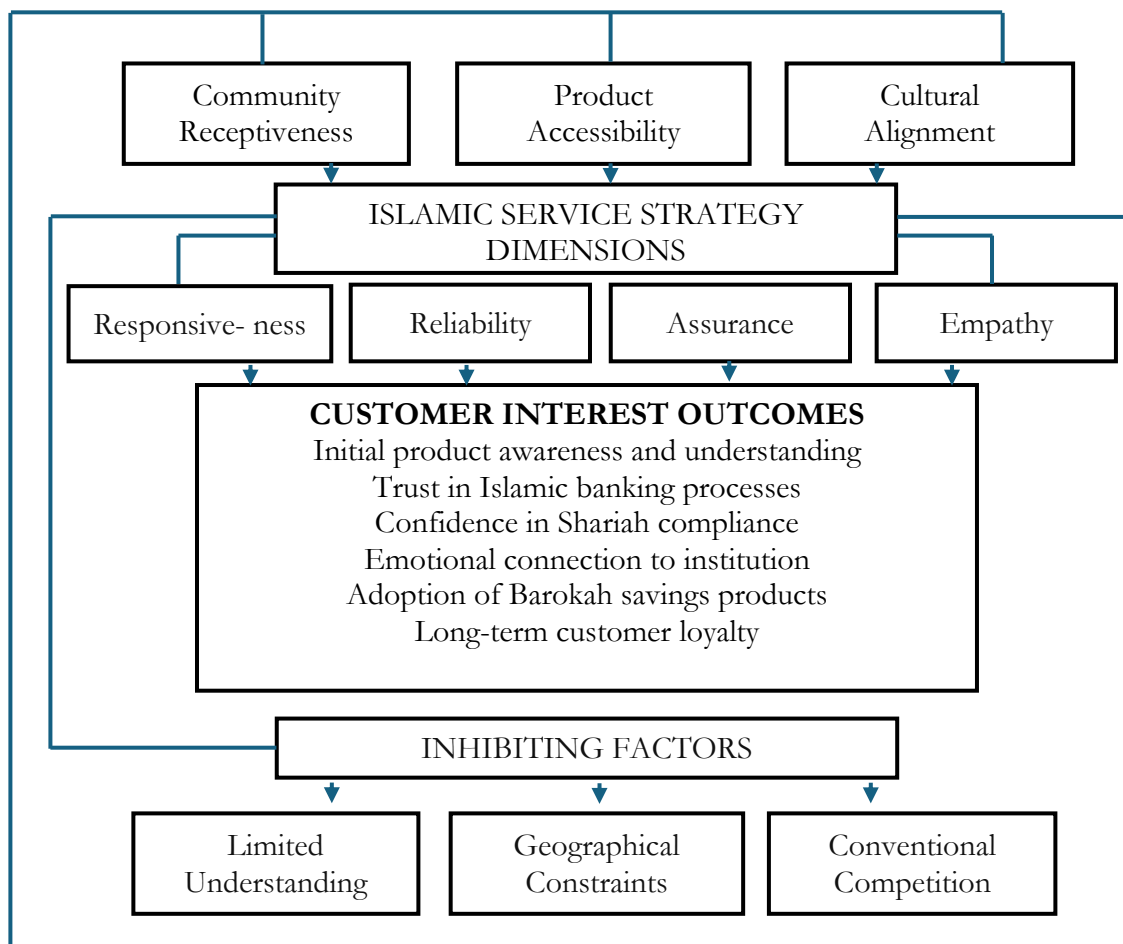 Community
Receptiveness
Product
Accessibility
Cultural
Alignment
ISLAMIC SERVICE STRATEGY
DIMENSIONS
Responsive- ness
Reliability
Assurance
Empathy
CUSTOMER INTEREST OUTCOMES
Initial product awareness and understanding
Trust in Islamic banking processes
Confidence in Shariah compliance
Emotional connection to institution
Adoption of Barokah savings products
Long-term customer loyalty
INHIBITING FACTORS
Limited
Understanding
Geographical
Constraints
Conventional
Competition